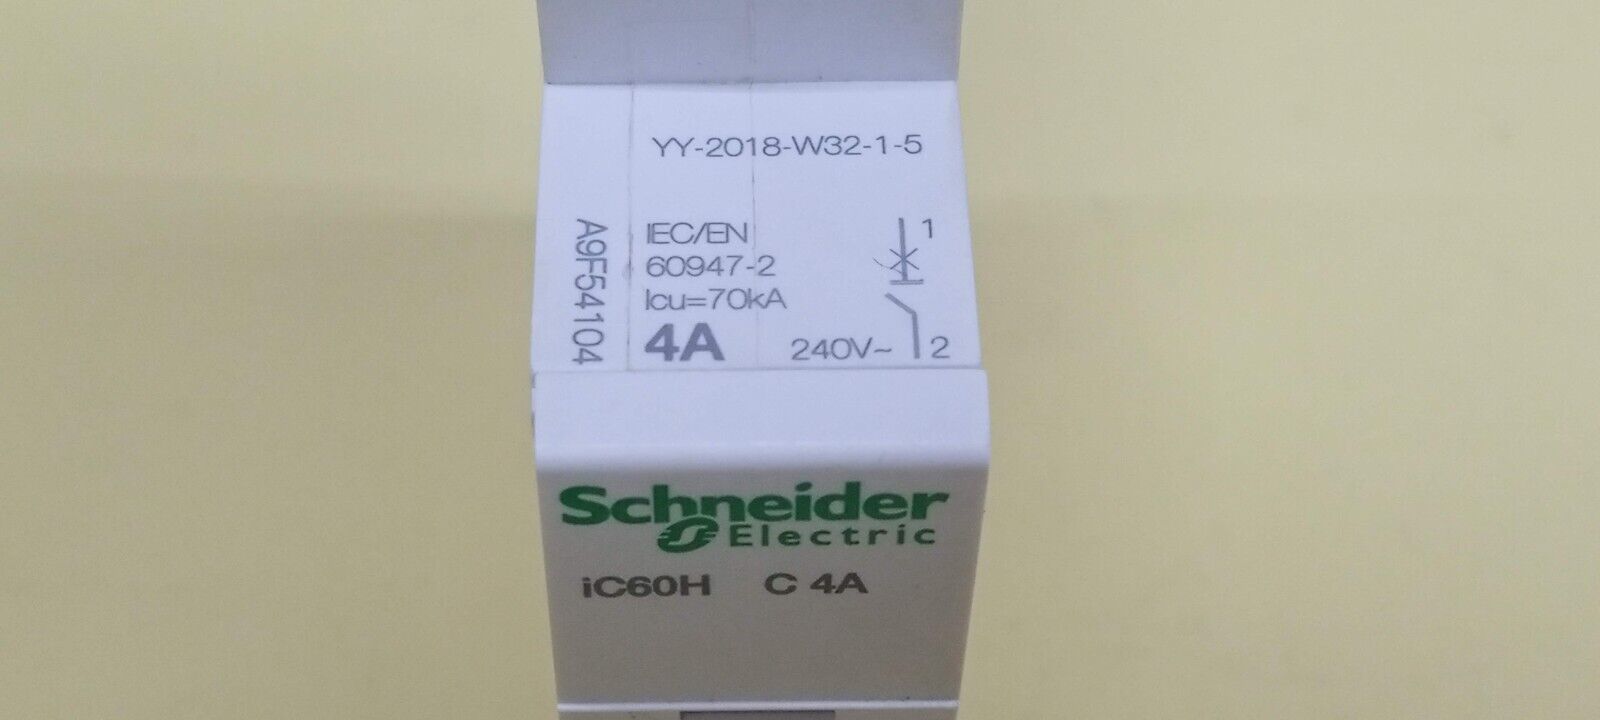 YY-2018-W32-1-5
A9F54104
IEC/EN
60947-2
Icu=70kA
4A
240V~
1
2
Schneider
Electric
iC60H C 4A